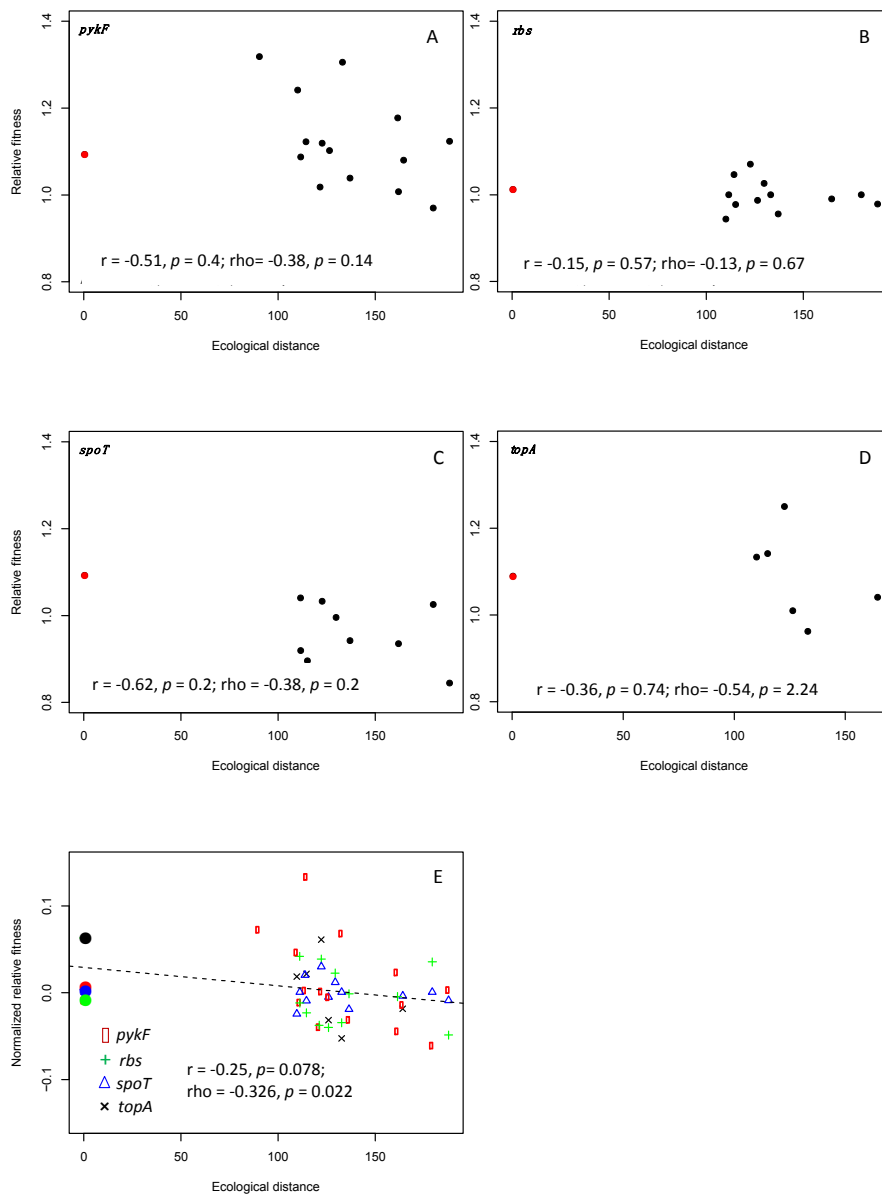 pykF
A
1.4
1.2
1.0
0.8
Relative fitness
r = -0.51, p = 0.4; rho= -0.38, p = 0.14
0
50
100
150
Ecological distance
rbs
B
1.4
1.2
1.0
0.8
r = -0.15, p = 0.57; rho= -0.13, p = 0.67
0
50
100
150
Ecological distance
spoT
C
1.4
1.2
1.0
0.8
Relative fitness
r = -0.62, p = 0.2; rho = -0.38, p = 0.2
0
50
100
150
Ecological distance
topA
D
1.4
1.2
1.0
0.8
r = -0.36, p = 0.74; rho= -0.54, p = 2.24
0
50
100
150
Ecological distance
E
0.1
0.0
−0.1
Normalized relative fitness
pykF
rbs
spoT
topA
r = -0.25, p= 0.078;
rho = -0.326, p = 0.022
0
50
100
150
Ecological distance